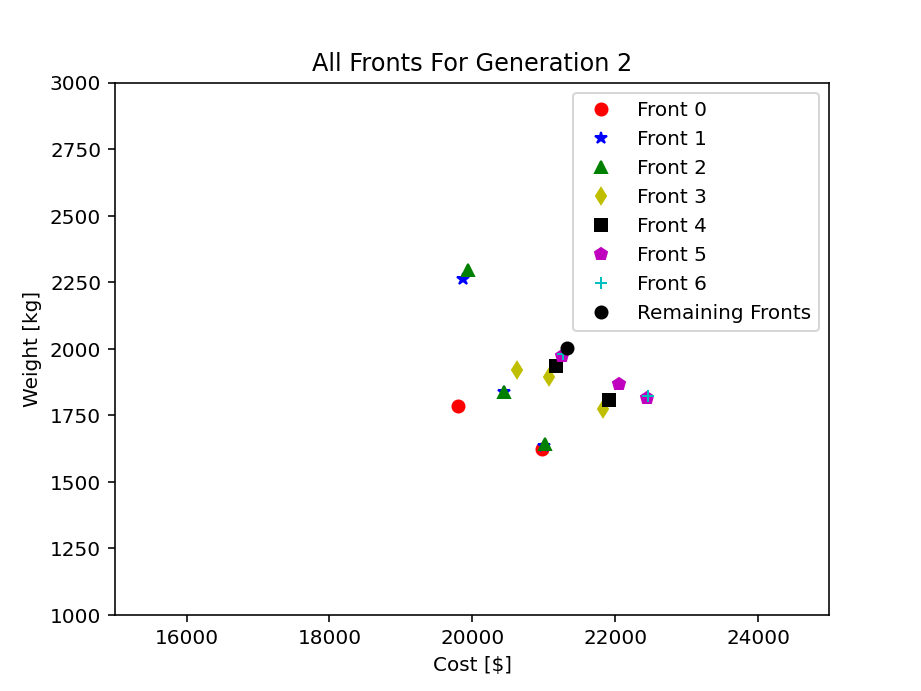 All Fronts For Generation 2
3000
2750
2500
2250
2000
1750
1500
1250
1000
Weight [kg]
Front 0
Front 1
Front 2
Front 3
Front 4
Front 5
Front 6
Remaining Fronts
16000 18000 20000 22000 24000
Cost [$]